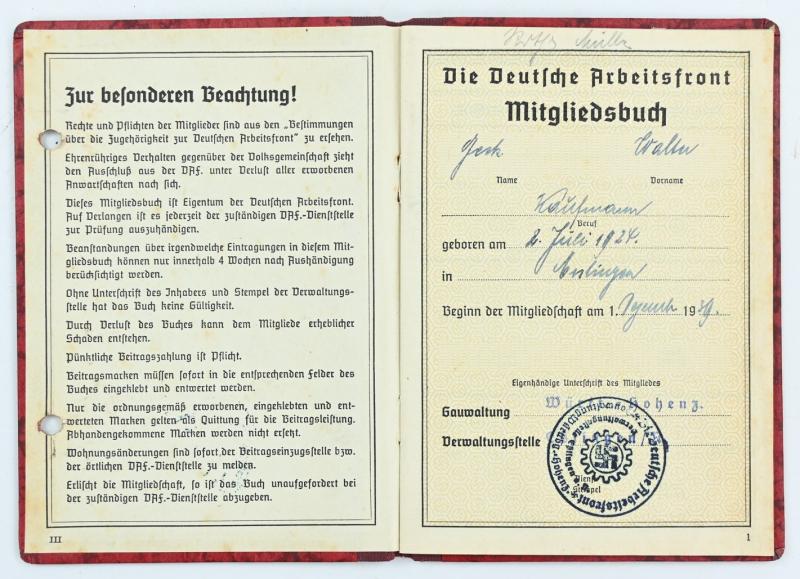 Zur besonderen Beachtung!
Rechte und Pflichten der Mitglieder sind aus den „Bestimmungen
über die Zugehörigkeit zur Deutschen Arbeitsfront“ zu ersehen.
Ehrenrühriges Verhalten gegenüber der Volksgemeinschaft zieht
den Ausschluß aus der DAF. unter Verlust aller erworbenen
Anwartschaften nach sich.
Dieses Mitgliedsbuch ist Eigentum der Deutschen Arbeitsfront.
Auf Verlangen ist es jederzeit der zuständigen DAF.-Dienststelle
zur Prüfung auszuhändigen.
Beanstandungen über irgendwelche Eintragungen in diesem Mit-
gliedsbuch können nur innerhalb 4 Wochen nach Aushändigung
berücksichtigt werden.
Ohne Unterschrift des Inhabers und Stempel der Verwaltungs-
stelle hat das Buch keine Gültigkeit.
Durch Verlust des Buches kann dem Mitgliede erheblicher
Schaden entstehen.
Pünktliche Beitragszahlung ist Pflicht.
Beitragsmarken müssen sofort in die entsprechenden Felder des
Buches eingeklebt und entwertet werden.
Nur die ordnungsgemäß erworbenen, eingeklebten und ent-
werteten Marken gelten als Quittung für die Beitragsleistung.
Abhandengekommene Marken werden nicht ersetzt.
Wohnungsänderungen sind sofort der Beitragseinzugsstelle bzw.
der örtlichen DAF.-Dienststelle zu melden.
Erlischt die Mitgliedschaft, so ist das Buch unaufgefordert bei
der zuständigen DAF.-Dienststelle abzugeben.
III
Müller
Die Deutsche Arbeitsfront
Mitgliedsbuch
Walter
Name Vorname
Kaufmann
Beruf
geboren am 2. Juli 1924.
in
Beginn der Mitgliedschaft am 1. Dezemb 1939.
Eigenhändige Unterschrift des Mitgliedes
Gauwaltung Württ.-Hohenz.
Verwaltungsstelle
Die Deutsche Arbeitsfront
Dienst-
Stempel
1